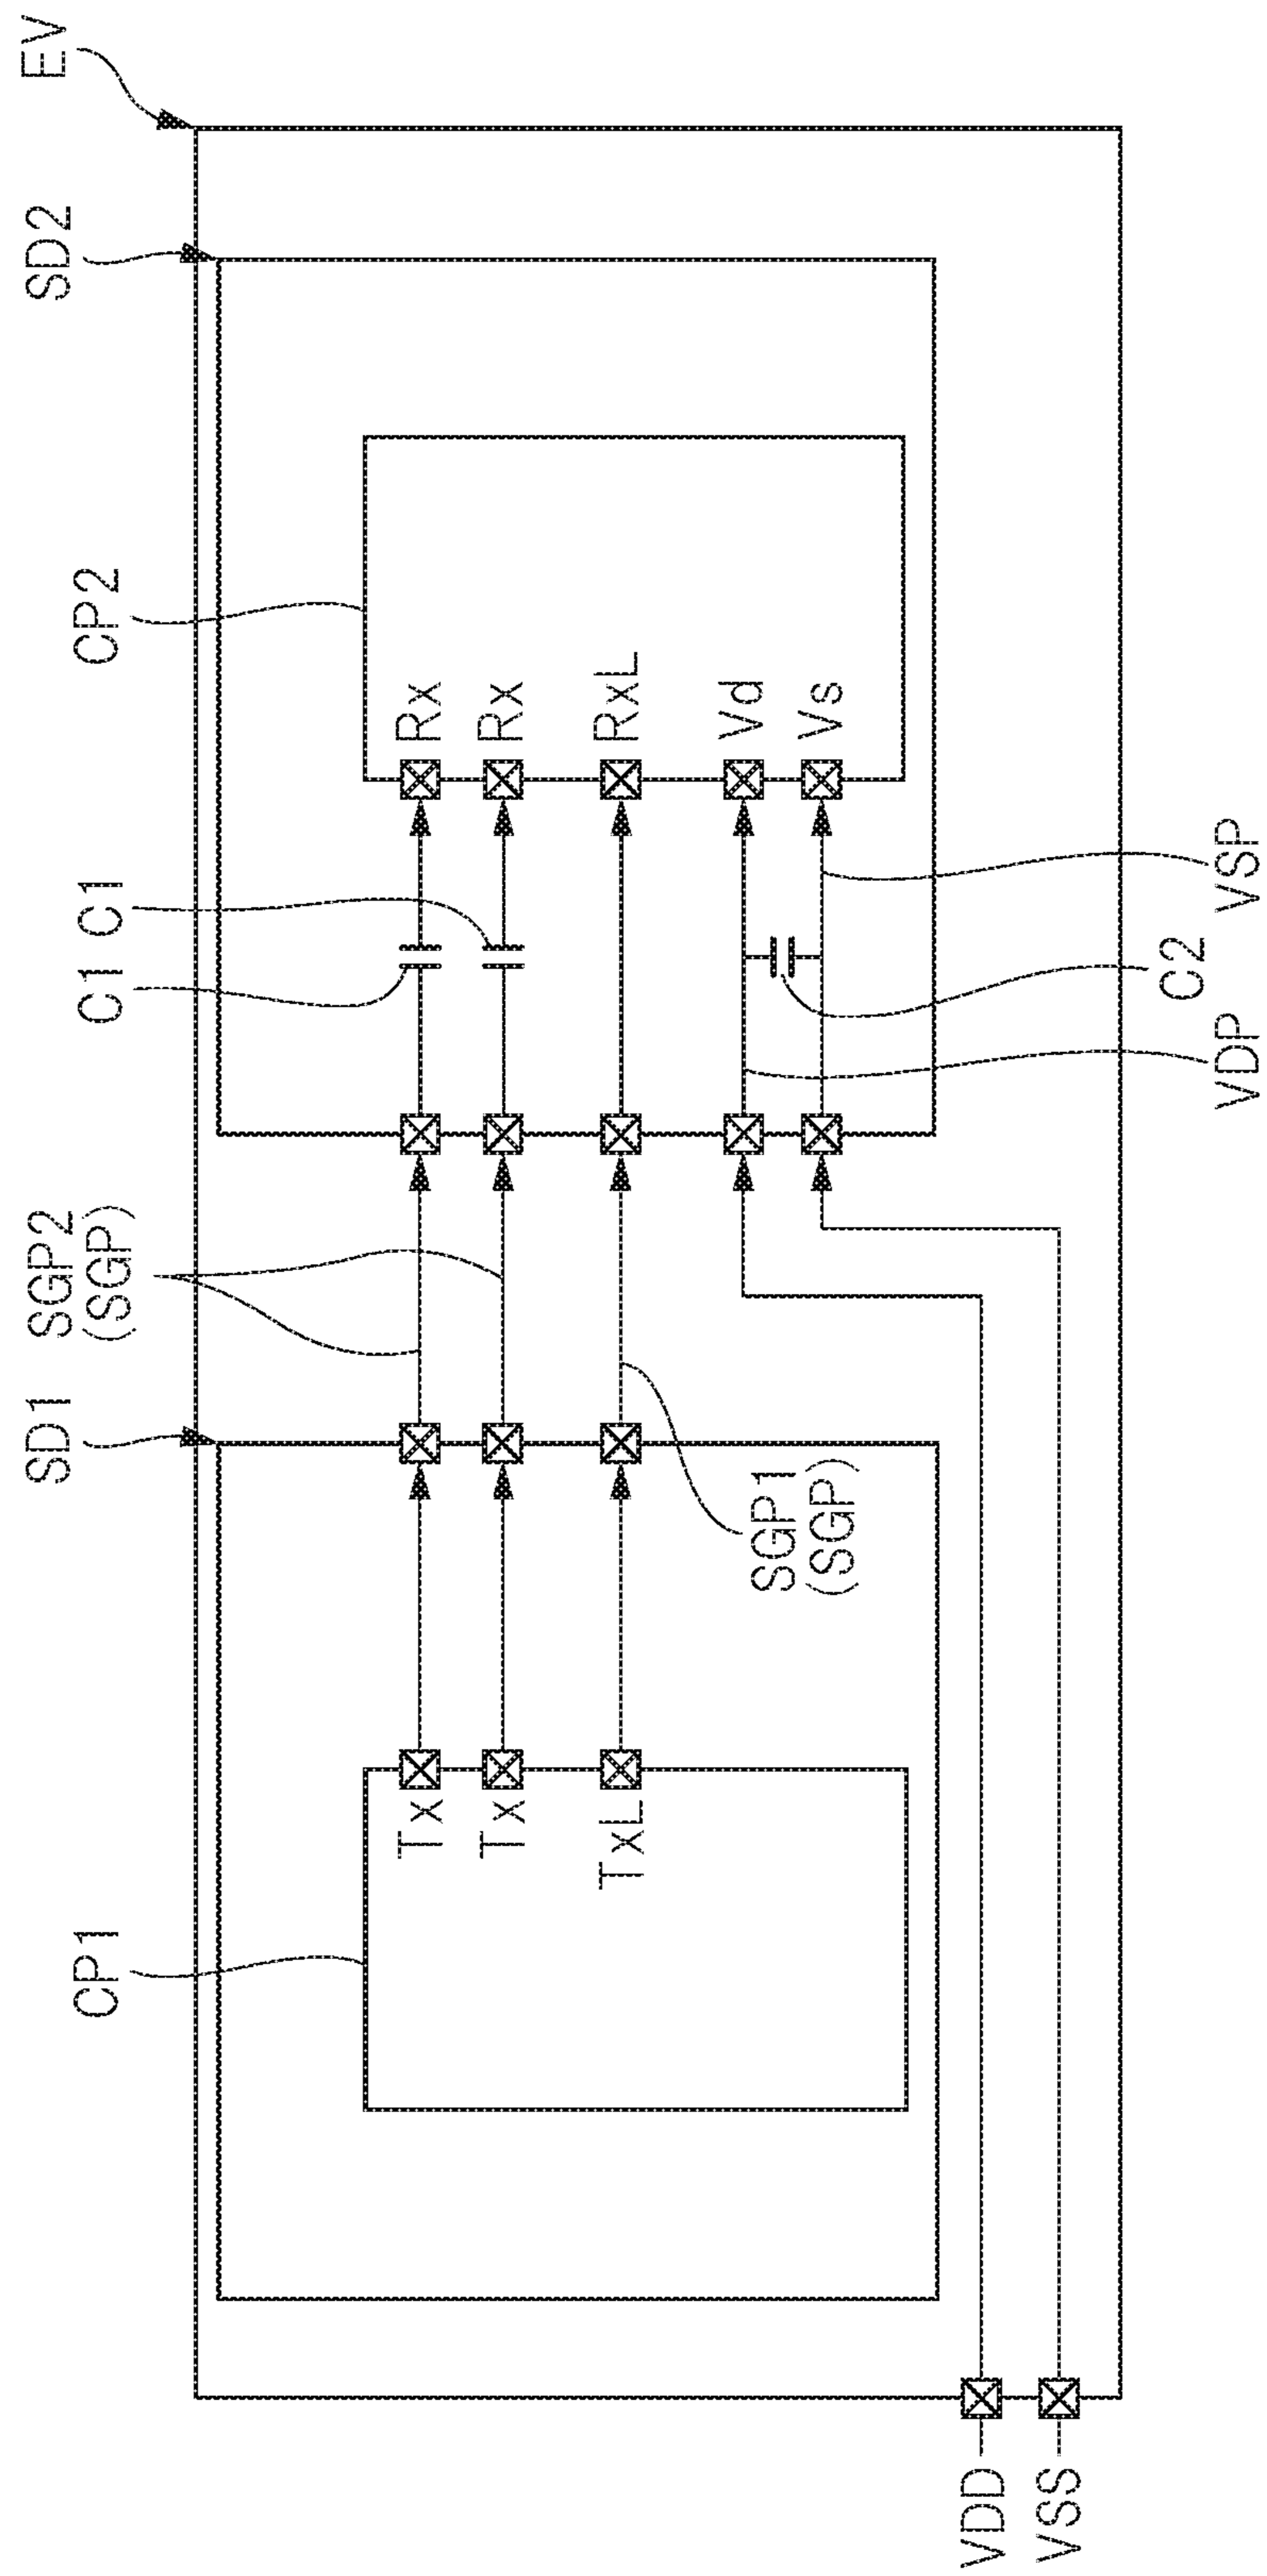 EV
SD2
SD1
SGP2
(SGP)
CP1
CP2
C1
C1
Tx
Tx
TxL
Rx
Rx
RxL
Vd
Vs
SGP1
(SGP)
VDP
C2
VSP
VDD
VSS